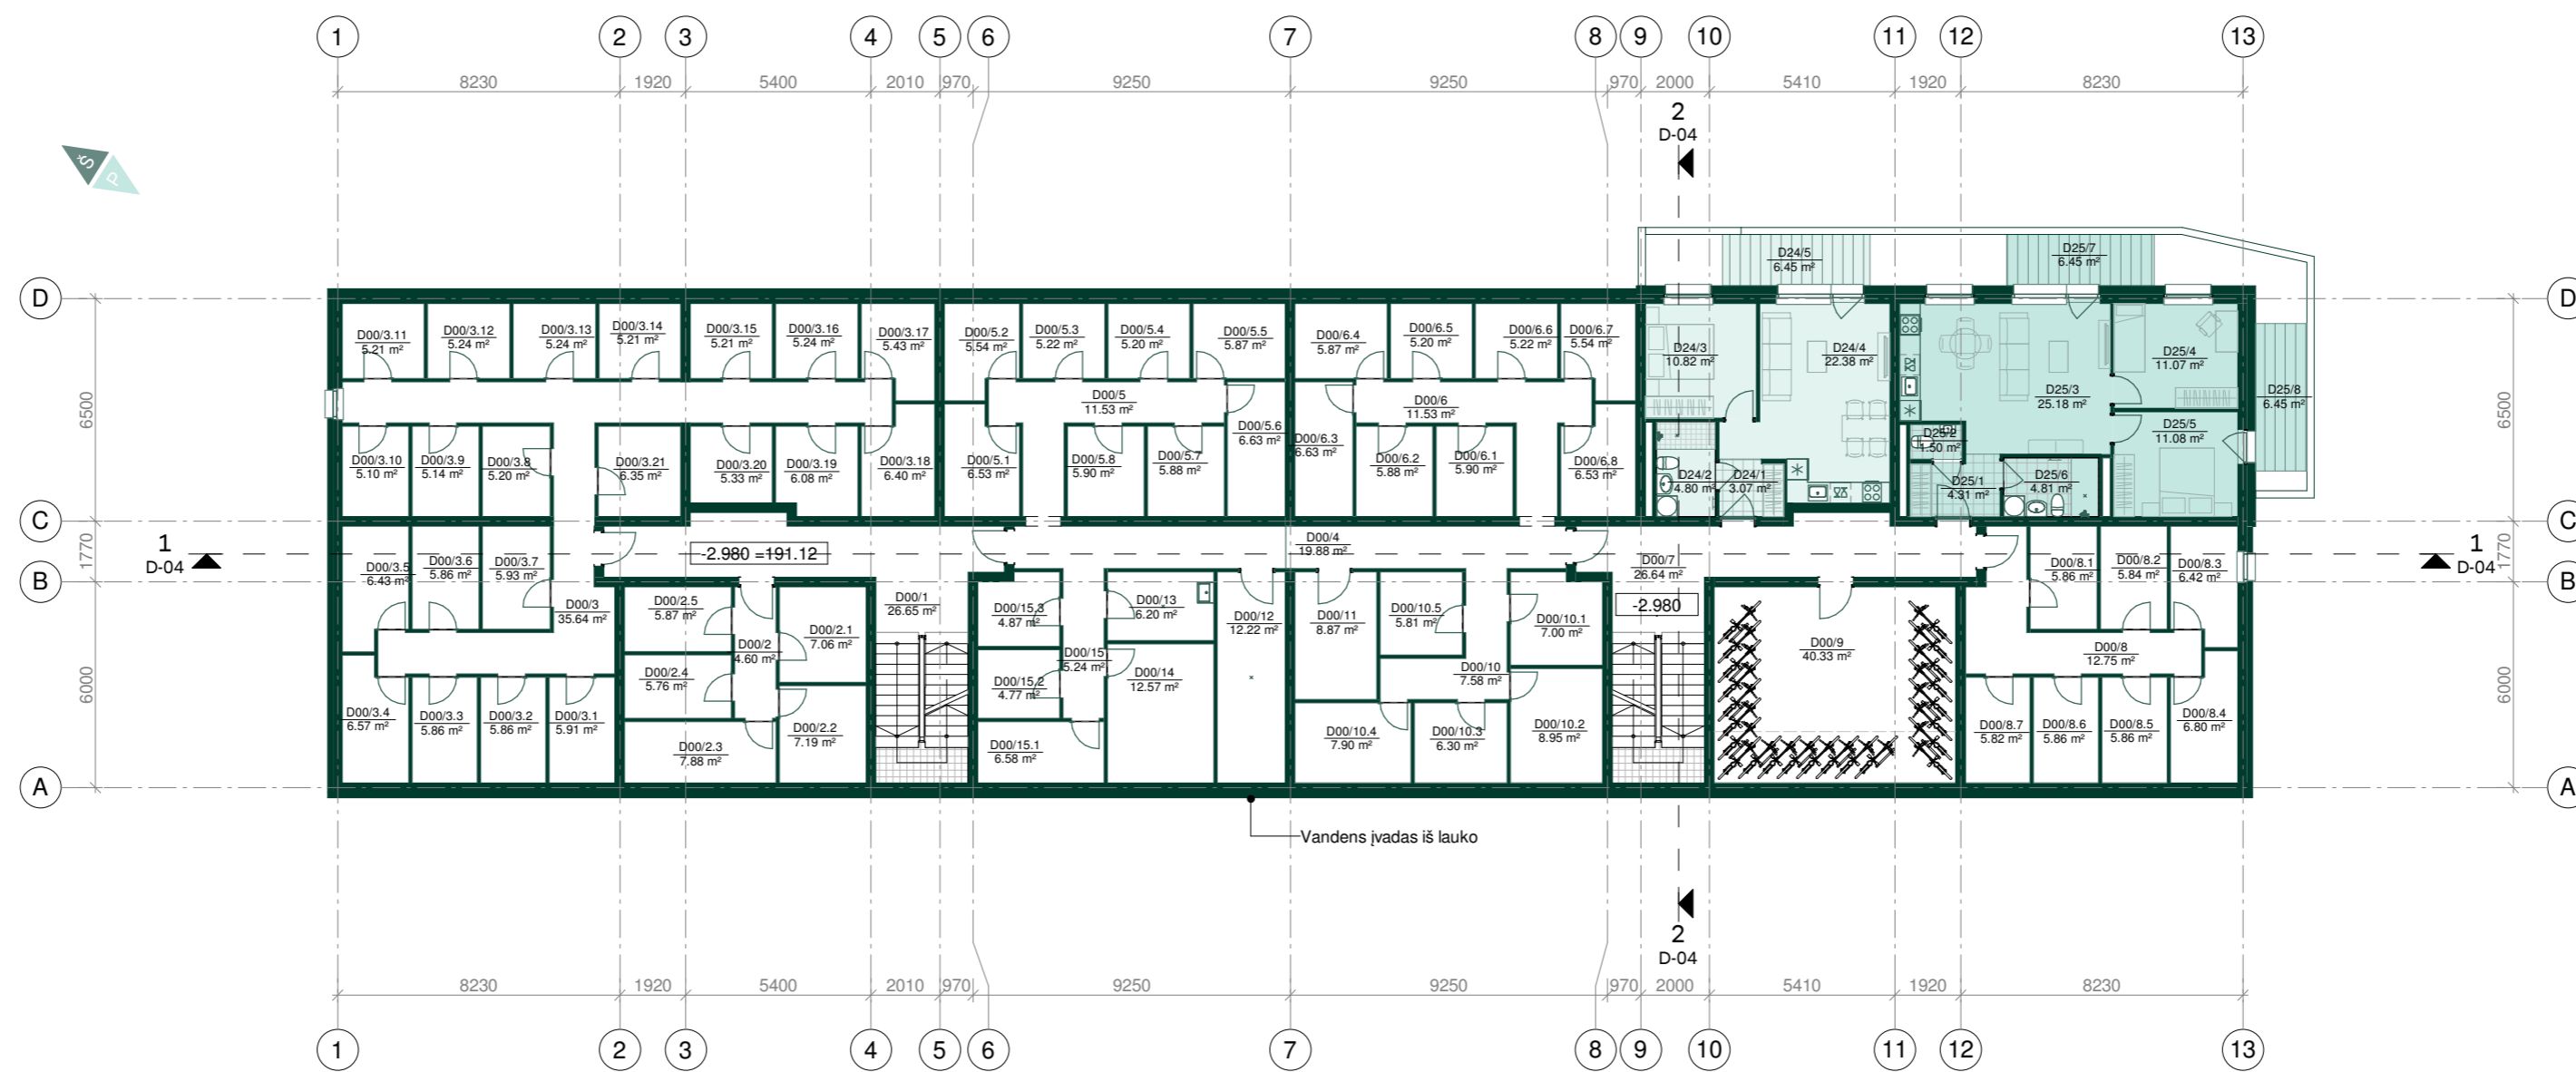 1 2 3 4 5 6 7 8 9 10 11 12 13
8230 1920 5400 2010 970 9250 9250 970 2000 5410 1920 8230
2
D-04
Š
P
D24/5
6.45 m²
D25/7
6.45 m²
D D
D00/3.11
5.21 m²
D00/3.12
5.24 m²
D00/3.13
5.24 m²
D00/3.14
5.21 m²
D00/3.15
5.21 m²
D00/3.16
5.24 m²
D00/3.17
5.43 m²
D00/5.2
5.54 m²
D00/5.3
5.22 m²
D00/5.4
5.20 m²
D00/5.5
5.87 m²
D00/6.4
5.87 m²
D00/6.5
5.20 m²
D00/6.6
5.22 m²
D00/6.7
5.54 m²
D24/3
10.82 m²
D24/4
22.38 m²
D25/3
25.18 m²
D25/4
11.07 m²
D25/8
6.45 m²
6500 6500
D00/5
11.53 m²
D00/6
11.53 m²
D00/3.10
5.10 m²
D00/3.9
5.14 m²
D00/3.8
5.20 m²
D00/3.21
6.35 m²
D00/3.20
5.33 m²
D00/3.19
6.08 m²
D00/3.18
6.40 m²
D00/5.1
6.53 m²
D00/5.8
5.90 m²
D00/5.7
5.88 m²
D00/5.6
6.63 m²
D00/6.3
6.63 m²
D00/6.2
5.88 m²
D00/6.1
5.90 m²
D00/6.8
6.53 m²
D24/2
4.80 m²
D24/1
3.07 m²
D25/2
1.50 m²
D25/1
4.31 m²
D25/6
4.81 m²
D25/5
11.08 m²
C C
1
D-04
1770
-2.980 =191.12
D00/4
19.88 m²
D00/7
26.64 m²
1
D-04
1770
B B
D00/3.5
6.43 m²
D00/3.6
5.86 m²
D00/3.7
5.93 m²
D00/3
35.64 m²
D00/2.5
5.87 m²
D00/2
4.60 m²
D00/2.1
7.06 m²
D00/1
26.65 m²
D00/15.3
4.87 m²
D00/13
6.20 m²
D00/12
12.22 m²
D00/11
8.87 m²
D00/10.5
5.81 m²
D00/10.1
7.00 m²
-2.980
D00/9
40.33 m²
D00/8.1
5.86 m²
D00/8.2
5.84 m²
D00/8.3
6.42 m²
D00/8
12.75 m²
6000 6000
D00/2.4
5.76 m²
D00/15
5.24 m²
D00/15.2
4.77 m²
D00/14
12.57 m²
D00/10
7.58 m²
D00/3.4
6.57 m²
D00/3.3
5.86 m²
D00/3.2
5.86 m²
D00/3.1
5.91 m²
D00/2.3
7.88 m²
D00/2.2
7.19 m²
D00/15.1
6.58 m²
D00/10.4
7.90 m²
D00/10.3
6.30 m²
D00/10.2
8.95 m²
D00/8.7
5.82 m²
D00/8.6
5.86 m²
D00/8.5
5.86 m²
D00/8.4
6.80 m²
A A
Vandens įvadas iš lauko
2
D-04
8230 1920 5400 2010 970 9250 9250 970 2000 5410 1920 8230
1 2 3 4 5 6 7 8 9 10 11 12 13